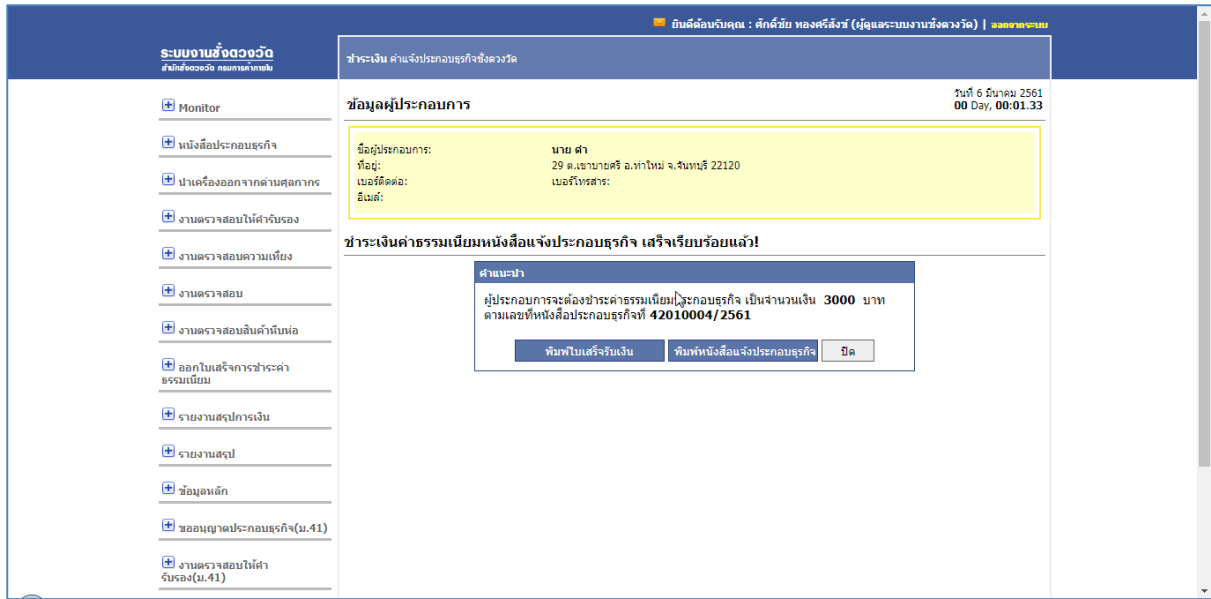 ยินดีต้อนรับคุณ : ศักดิ์ชัย ทองศรีสังข์ (ผู้ดูแลระบบงานชั่งตวงวัด) | ออกจากระบบ
ระบบงานชั่งตวงวัด
สำนักชั่งตวงวัด กรมการค้าภายใน
ชำระเงิน ค่าแจ้งประกอบธุรกิจชั่งตวงวัด
วันที่ 6 มีนาคม 2561
00 Day, 00:01.33
ข้อมูลผู้ประกอบการ
ชื่อผู้ประกอบการ: นาย ดำ
ที่อยู่: 29 ต.เขาบายศรี อ.ท่าใหม่ จ.จันทบุรี 22120
เบอร์ติดต่อ: เบอร์โทรสาร:
อีเมล์:
ชำระเงินค่าธรรมเนียมหนังสือแจ้งประกอบธุรกิจ เสร็จเรียบร้อยแล้ว!
คำแนะนำ
ผู้ประกอบการจะต้องชำระค่าธรรมเนียมประกอบธุรกิจ เป็นจำนวนเงิน 3000 บาท
ตามเลขที่หนังสือประกอบธุรกิจที่ 42010004/2561
พิมพ์ใบเสร็จรับเงิน พิมพ์หนังสือแจ้งประกอบธุรกิจ ปิด
Monitor
หนังสือประกอบธุรกิจ
นำเครื่องออกจากด่านศุลกากร
งานตรวจสอบให้คำรับรอง
งานตรวจสอบความเที่ยง
งานตรวจสอบ
งานตรวจสอบสินค้าหีบห่อ
ออกใบเสร็จการชำระค่า
ธรรมเนียม
รายงานสรุปการเงิน
รายงานสรุป
ข้อมูลหลัก
ขออนุญาตประกอบธุรกิจ(ม.41)
งานตรวจสอบให้คำ
รับรอง(ม.41)